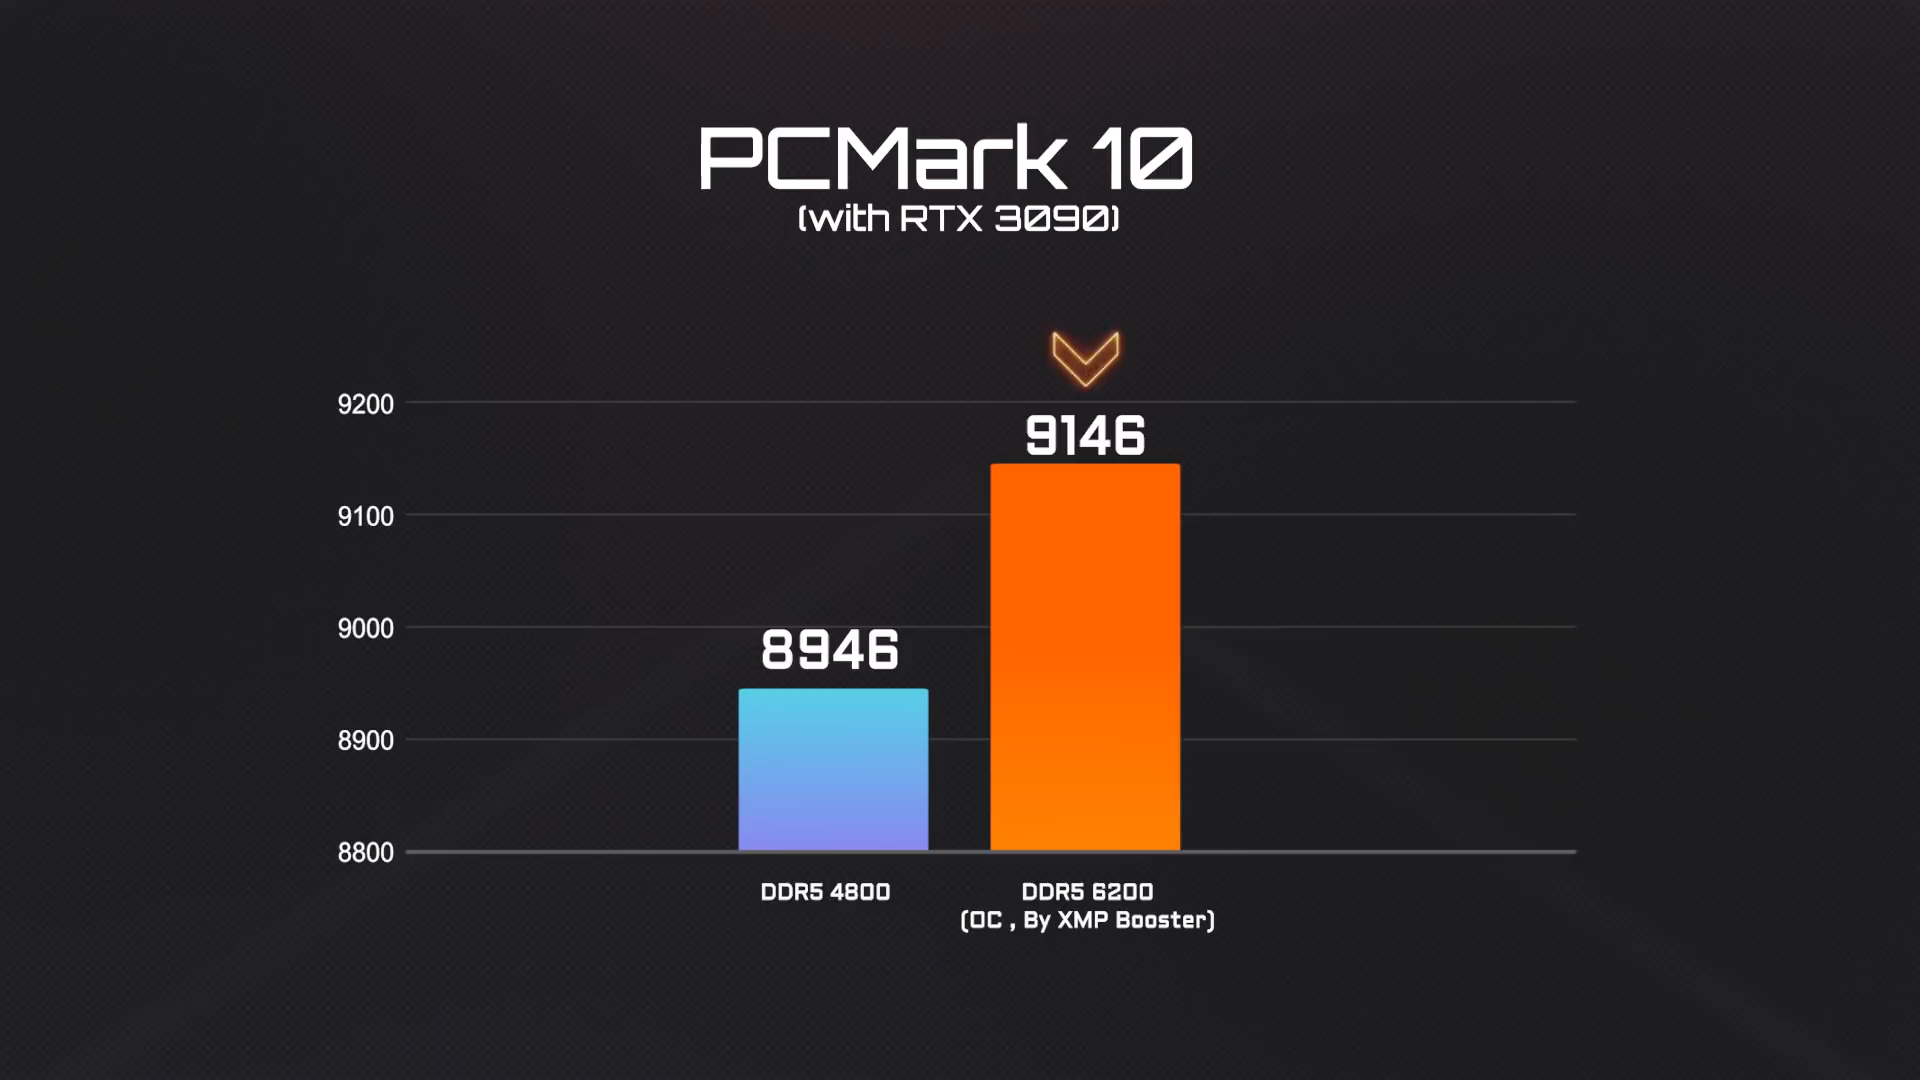 PCMark 10
(with RTX 3090)
9200
9146
9100
9000
8946
8900
8800
DDR5 4800
DDR5 6200
(OC , By XMP Booster)